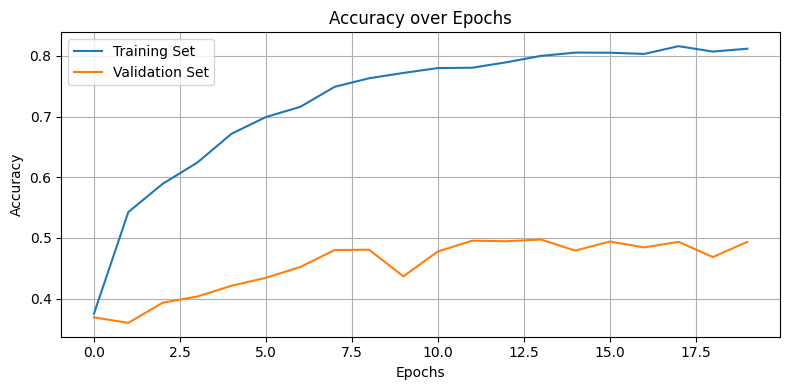 Accuracy over Epochs
Training Set
Validation Set
Accuracy
0.8
0.7
0.6
0.5
0.4
0.0 2.5 5.0 7.5 10.0 12.5 15.0 17.5
Epochs